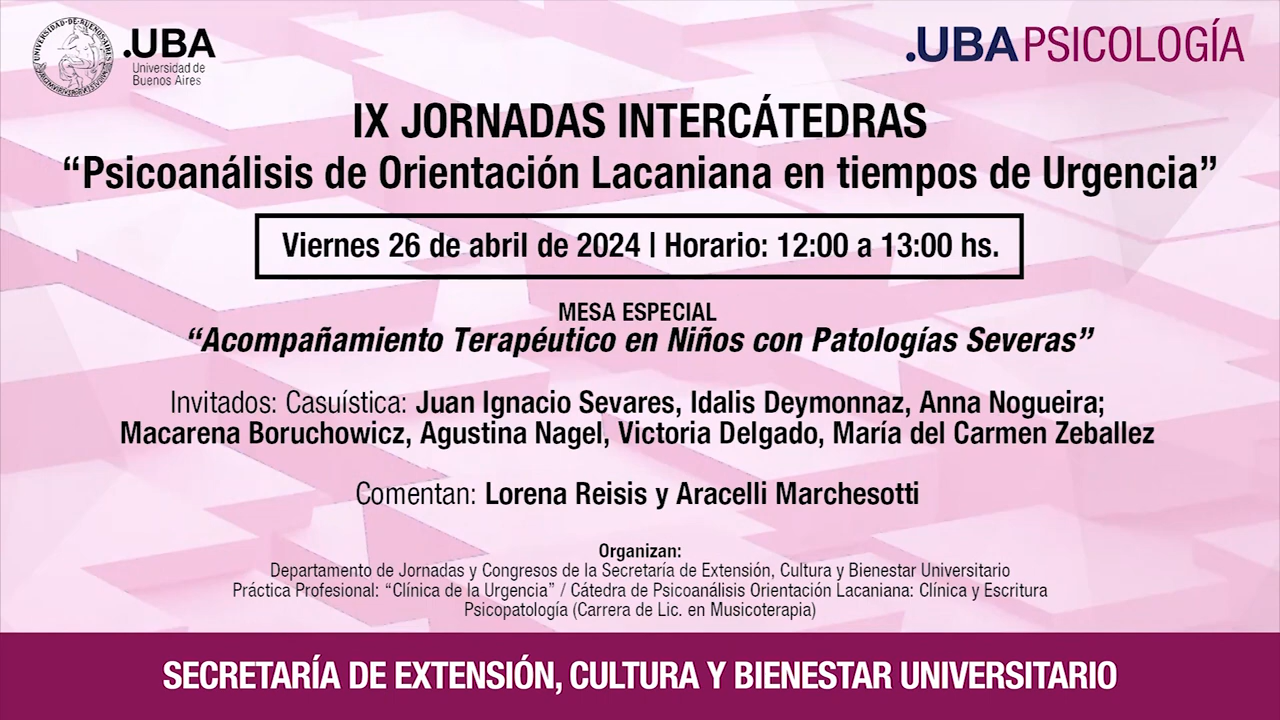 .UBA
Universidad de
Buenos Aires
.UBAPSICOLOGÍA
IX JORNADAS INTERCÁTEDRAS
“Psicoanálisis de Orientación Lacaniana en tiempos de Urgencia”
Viernes 26 de abril de 2024 | Horario: 12:00 a 13:00 hs.
MESA ESPECIAL
“Acompañamiento Terapéutico en Niños con Patologías Severas”
Invitados: Casuística: Juan Ignacio Sevares, Idalis Deymonnaz, Anna Nogueira;
Macarena Boruchowicz, Agustina Nagel, Victoria Delgado, María del Carmen Zeballez
Comentan: Lorena Reisis y Aracelli Marchesotti
Organizan:
Departamento de Jornadas y Congresos de la Secretaría de Extensión, Cultura y Bienestar Universitario
Práctica Profesional: “Clínica de la Urgencia” / Cátedra de Psicoanálisis Orientación Lacaniana: Clínica y Escritura
Psicopatología (Carrera de Lic. en Musicoterapia)
SECRETARÍA DE EXTENSIÓN, CULTURA Y BIENESTAR UNIVERSITARIO